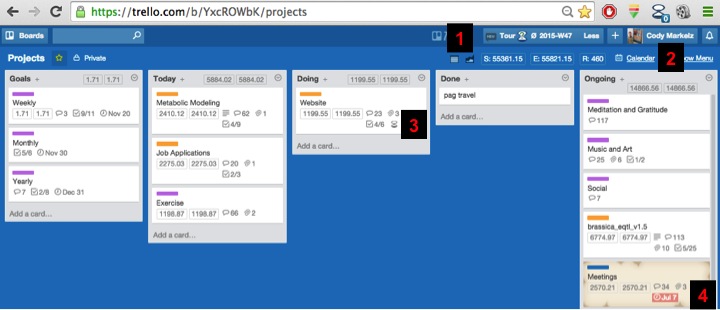 https://trello.com/b/YxcROWbK/projects
Boards
Tour Ø 2015-W47 Less + Cody Markelz
1
Projects Private
S: 55361.15 E: 55821.15 R: 460 Calendar
2
Show Menu
Goals + 1.71 1.71
Weekly
1.71 1.71 3 9/11 Nov 20
Monthly
5/6 Nov 30
Yearly
7 2/8 Dec 31
Add a card...
Today + 5884.02 5884.02
Metabolic Modeling
2410.12 2410.12 62 1
4/9
Job Applications
2275.03 2275.03 20 1
2/3
Exercise
1198.87 1198.87 66 2
Add a card...
Doing + 1199.55 1199.55
Website
1199.55 1199.55 23 3
4/6
3
Add a card...
Done +
pag travel
Add a card...
Ongoing +
14868.56 14868.56
Meditation and Gratitude
117
Music and Art
25 6 1/2
Social
7
brassica_eqtl_v1.5
6774.97 6774.97 113
10 5/25
Meetings
2570.21 2570.21 34 3
Jul 7
4